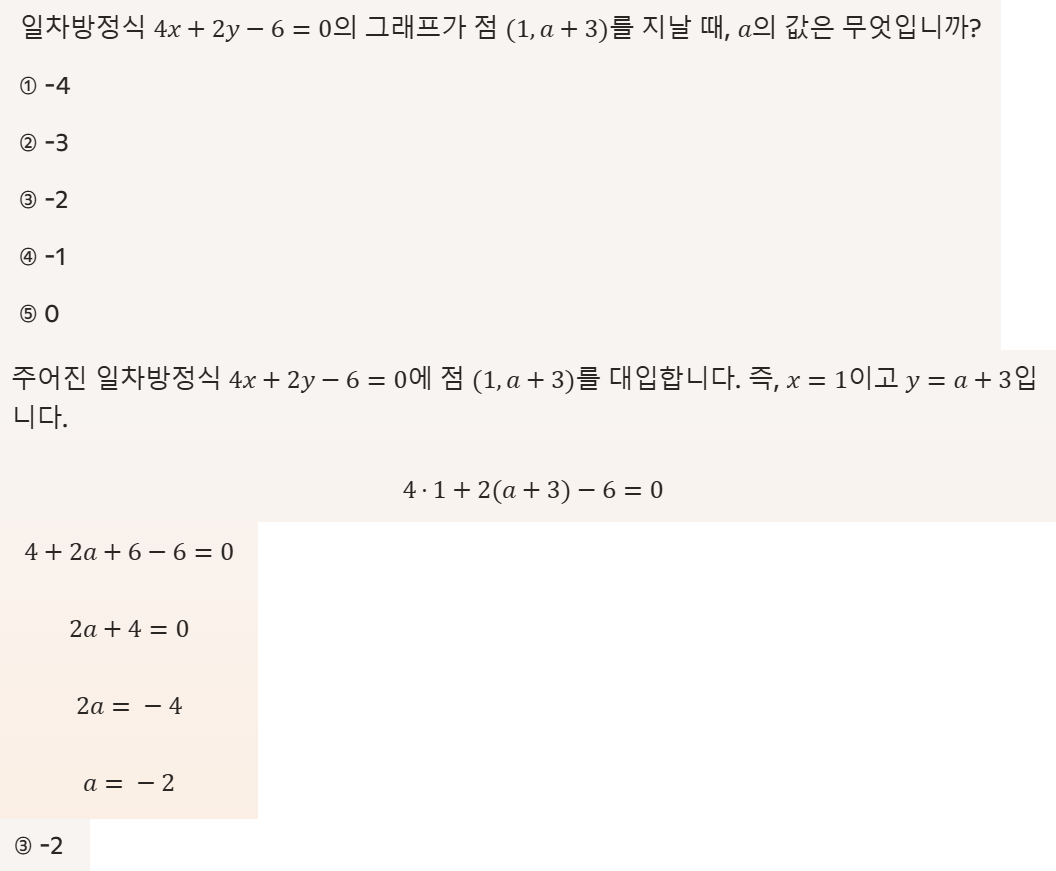 일차방정식 4x + 2y − 6 = 0의 그래프가 점 (1, a + 3)를 지날 때, a의 값은 무엇입니까?
① -4
② -3
③ -2
④ -1
⑤ 0
주어진 일차방정식 4x + 2y − 6 = 0에 점 (1, a + 3)를 대입합니다. 즉, x = 1이고 y = a + 3입
니다.
4 · 1 + 2(a + 3) − 6 = 0
4 + 2a + 6 − 6 = 0
2a + 4 = 0
2a = − 4
a = − 2
③ -2